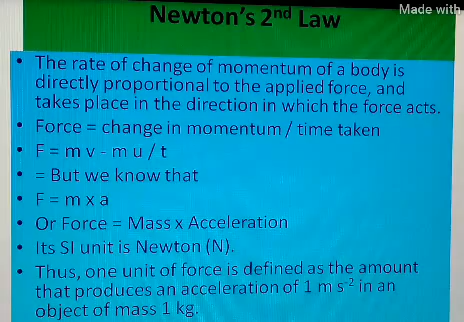 Made with
Newton's 2nd Law
• The rate of change of momentum of a body is
directly proportional to the applied force, and
takes place in the direction in which the force acts.
• Force = change in momentum / time taken
• F = m v - m u / t
• = But we know that
• F = m x a
• Or Force = Mass x Acceleration
• Its SI unit is Newton (N).
• Thus, one unit of force is defined as the amount
that produces an acceleration of 1 m s⁻² in an
object of mass 1 kg.